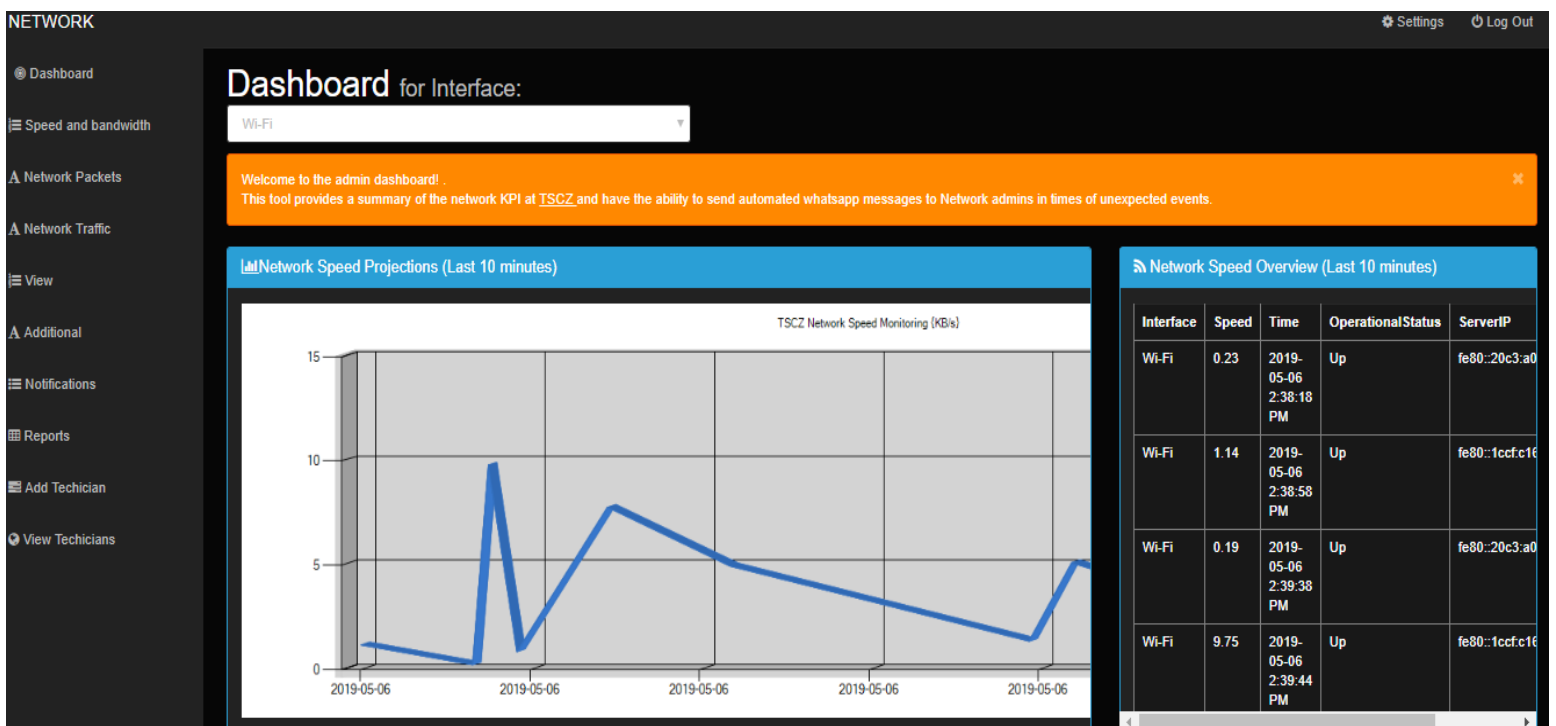 NETWORK
Settings
Log Out
Dashboard
Speed and bandwidth
Network Packets
Network Traffic
View
Additional
Notifications
Reports
Add Techician
View Techicians
Dashboard for Interface:
Wi-Fi
Welcome to the admin dashboard! .
This tool provides a summary of the network KPI at TSCZ and have the ability to send automated whatsapp messages to Network admins in times of unexpected events.
Network Speed Projections (Last 10 minutes)
TSCZ Network Speed Monitoring {KB/s}
15
10
5
0
2019-05-06
2019-05-06
2019-05-06
2019-05-06
2019-05-06
Network Speed Overview (Last 10 minutes)
Interface Speed Time OperationalStatus ServerIP
Wi-Fi 0.23 2019- Up fe80::20c3:a0
05-06
2:38:18
PM
Wi-Fi 1.14 2019- Up fe80::1ccf:c16
05-06
2:38:58
PM
Wi-Fi 0.19 2019- Up fe80::20c3:a0
05-06
2:39:38
PM
Wi-Fi 9.75 2019- Up fe80::1ccf:c16
05-06
2:39:44
PM